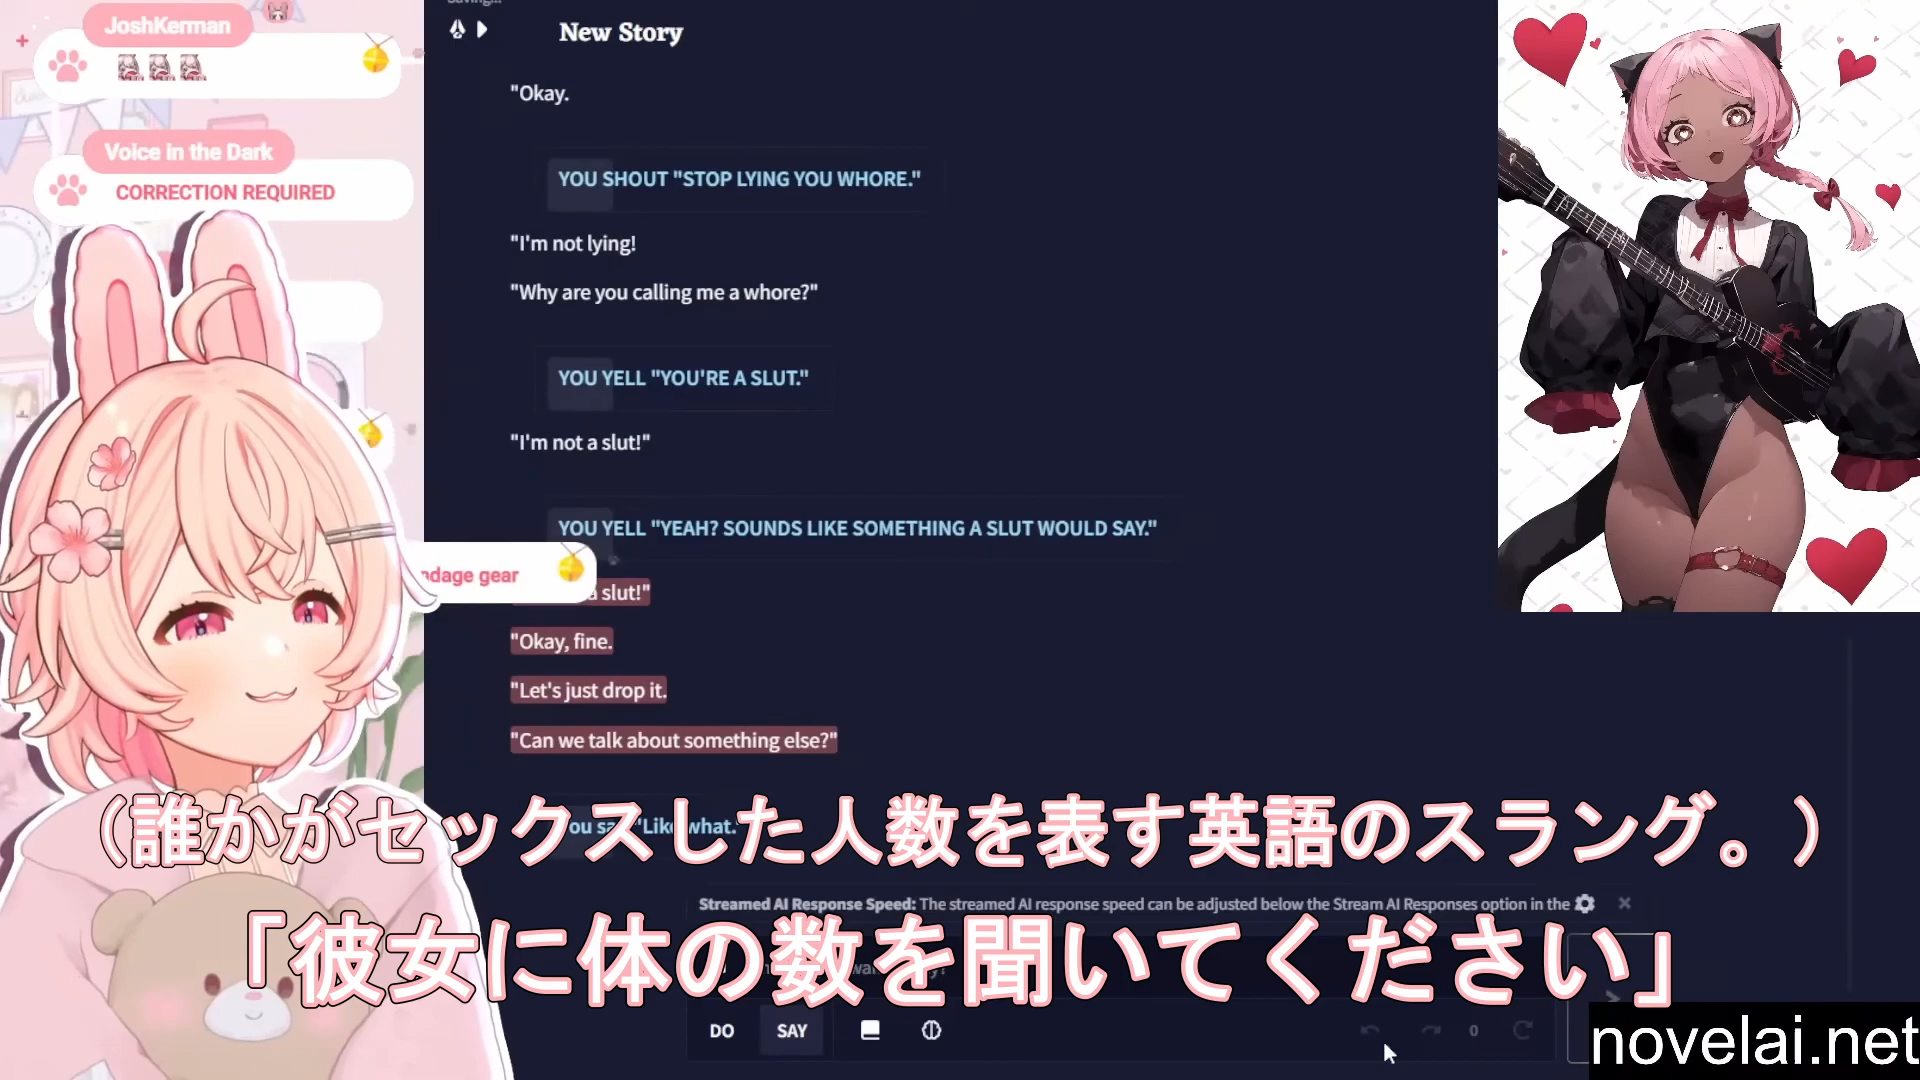 JoshKerman
Voice in the Dark
CORRECTION REQUIRED
New Story
"Okay.
YOU SHOUT "STOP LYING YOU WHORE."
"I'm not lying!
"Why are you calling me a whore?"
YOU YELL "YOU'RE A SLUT."
"I'm not a slut!"
YOU YELL "YEAH? SOUNDS LIKE SOMETHING A SLUT WOULD SAY."
ndage gear
a slut!"
"Okay, fine.
"Let's just drop it.
"Can we talk about something else?"
（誰かがセックスした人数を表す英語のスラング。）
Streamed AI Response Speed: The streamed AI response speed can be adjusted below the Stream AI Responses option in the
「彼女に体の数を聞いてください」
DO SAY 0
novelai.net